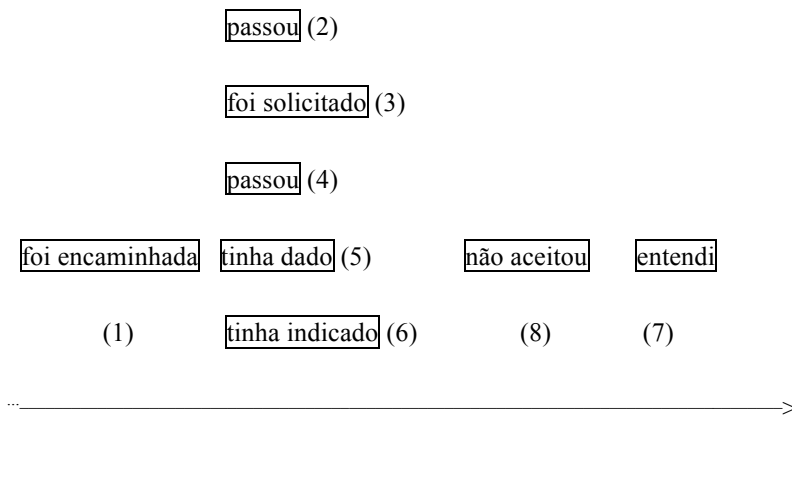 passou (2)
foi solicitado (3)
passou (4)
foi encaminhada tinha dado (5) não aceitou entendi
(1) tinha indicado (6) (8) (7)
...>